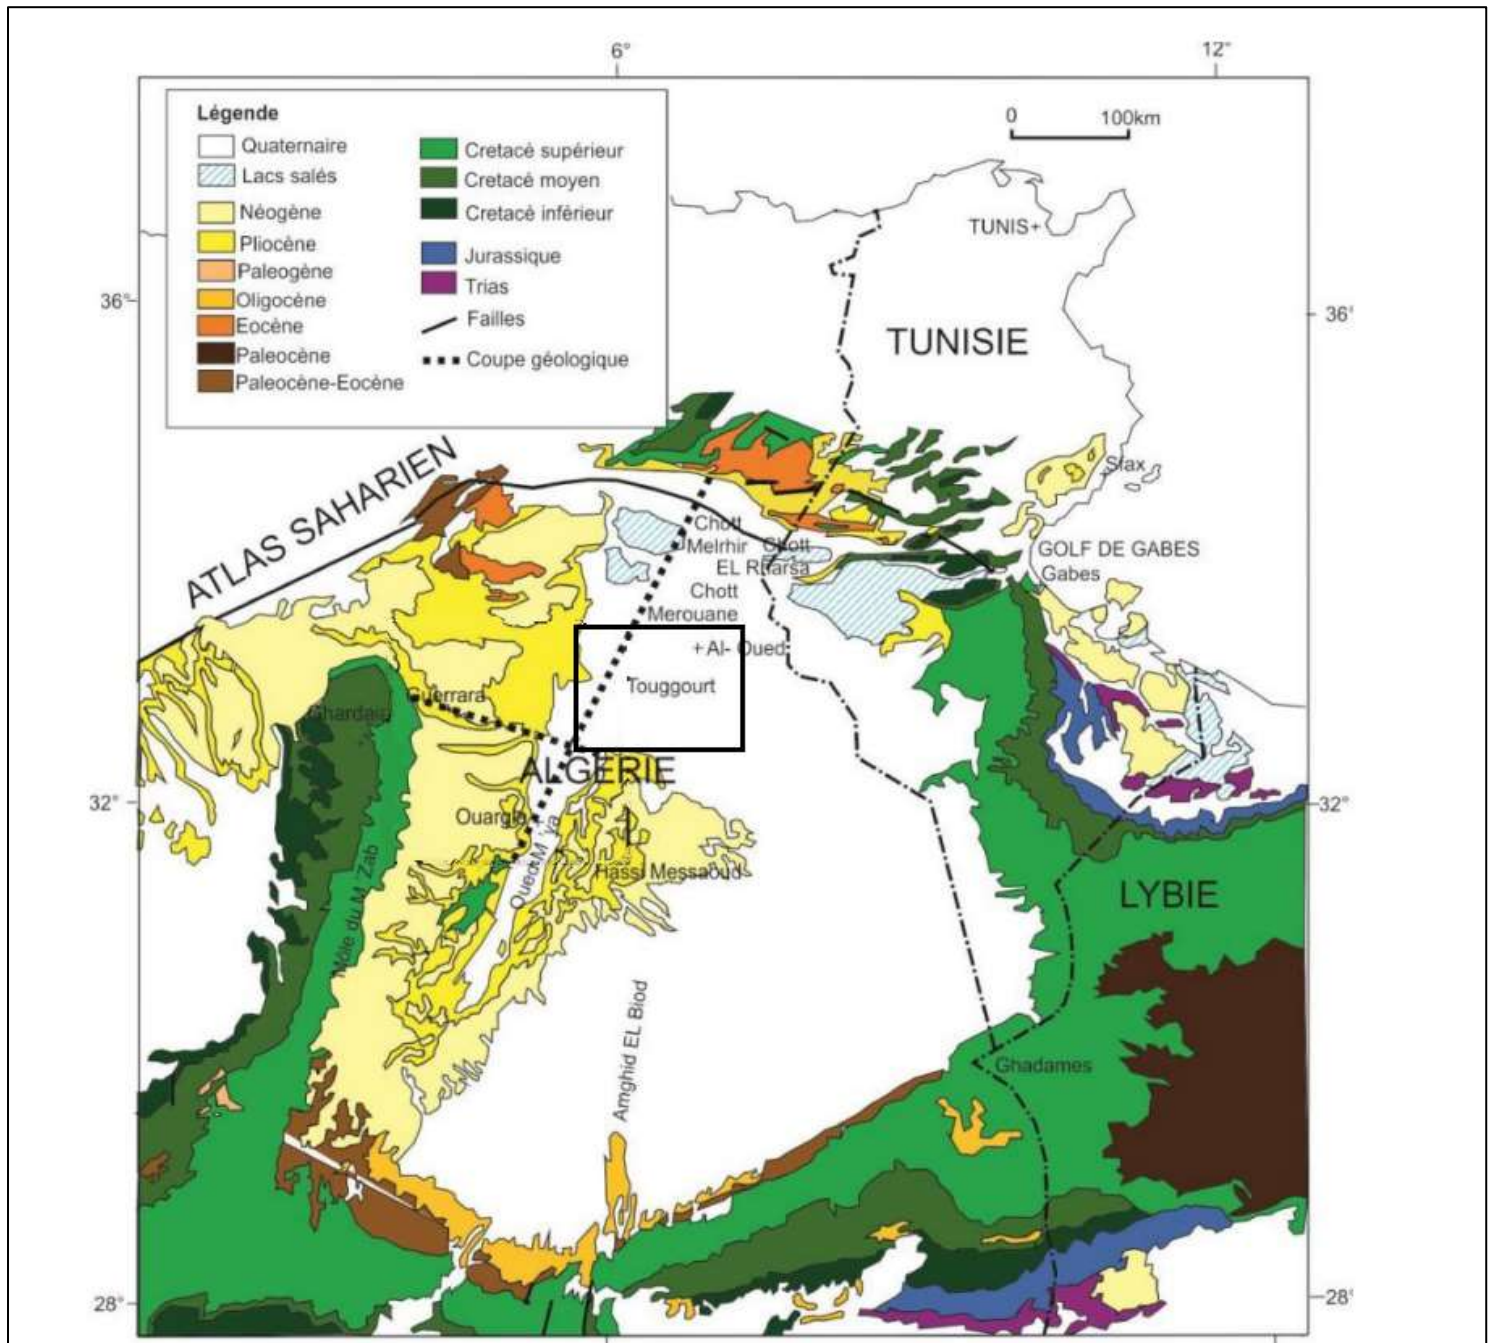 6°
12°
Légende
Quaternaire
Lacs salés
Néogène
Pliocène
Paleogène
Oligocène
Eocène
Paleocène
Paleocène-Eocène
Cretacé supérieur
Cretacé moyen
Cretacé inférieur
Jurassique
Trias
Failles
Coupe géologique
0
100km
TUNIS+
36°
36°
TUNISIE
ATLAS SAHARIEN
Sfax
Chott
Melrhir
Chott
EL Rharsa
GOLF DE GABES
Gabes
Chott
Merouane
+ Al- Oued
Touggourt
Guerrara
Ghardaia
ALGERIE
32°
32°
Ouargla
Oued M'ya
Hassi Messaoud
LYBIE
Môle du M'Zab
Amghid EL Biod
Ghadames
28°
28°